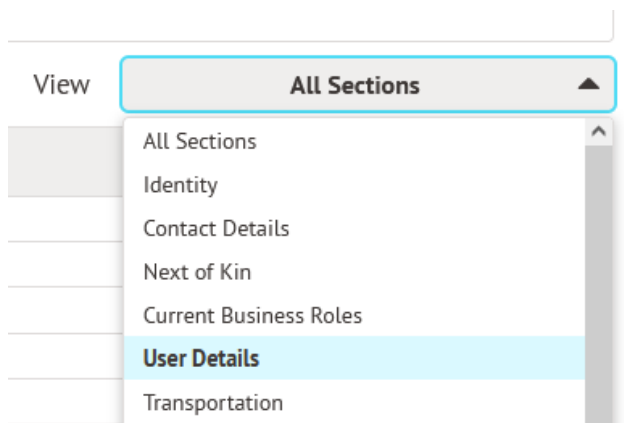 View All Sections
All Sections
Identity
Contact Details
Next of Kin
Current Business Roles
User Details
Transportation